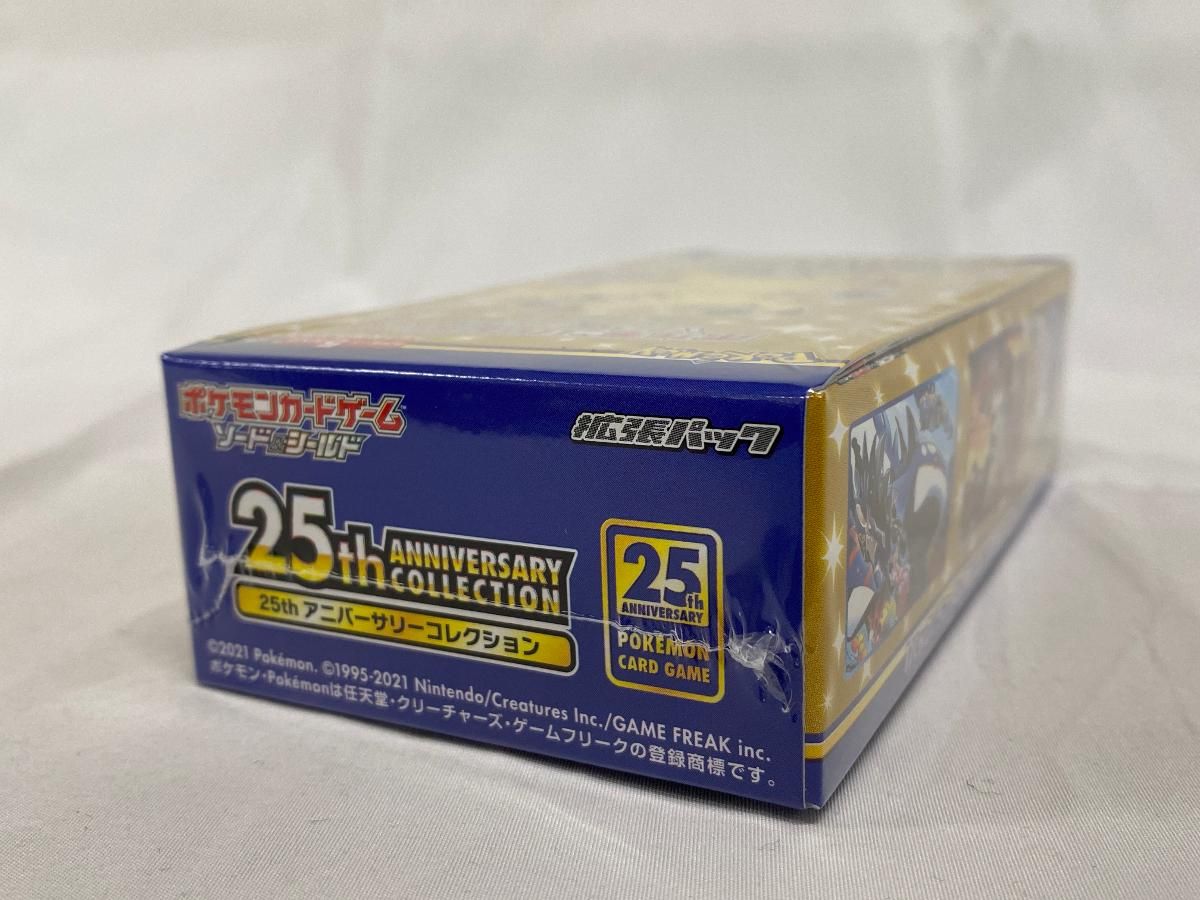 ポケモンカードゲーム
ソード&シールド
拡張パック
25th ANNIVERSARY
COLLECTION
25th アニバーサリーコレクション
25th
ANNIVERSARY
POKÉMON
CARD GAME
©2021 Pokémon. ©1995-2021 Nintendo/Creatures Inc./GAME FREAK inc.
ポケモン・Pokémonは任天堂・クリーチャーズ・ゲームフリークの登録商標です。
POKÉMON